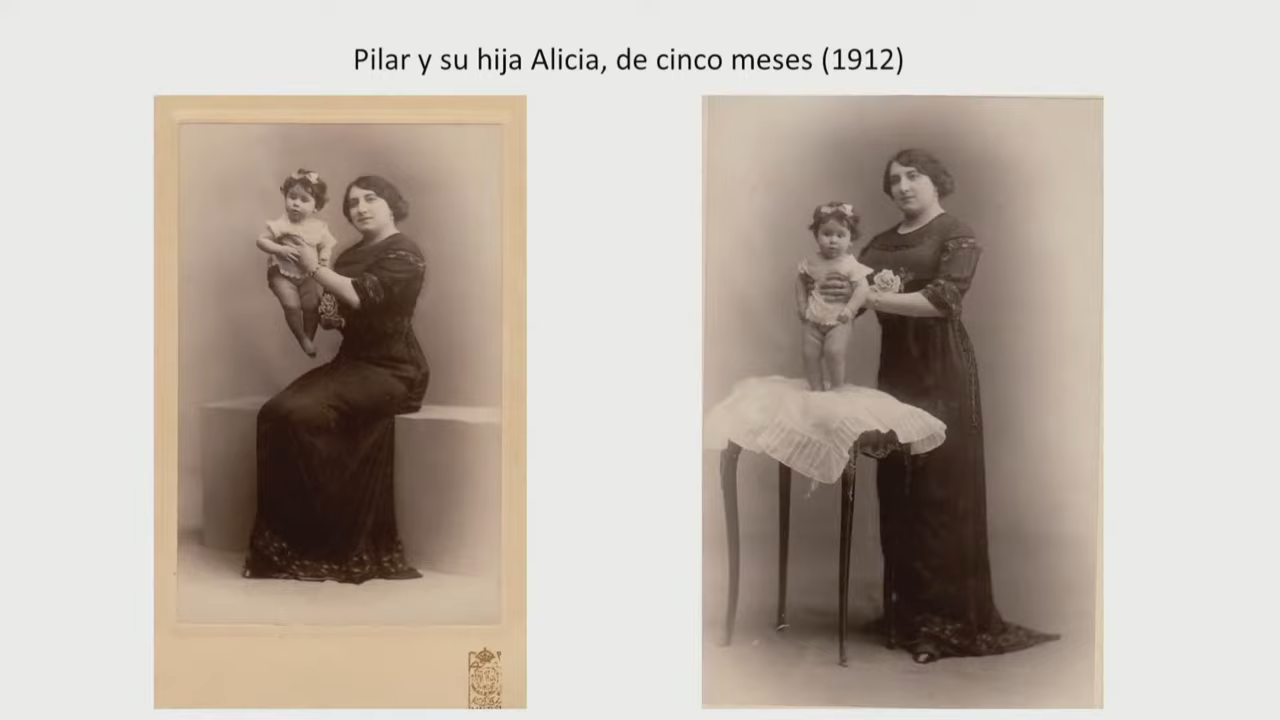 Pilar y su hija Alicia, de cinco meses (1912)